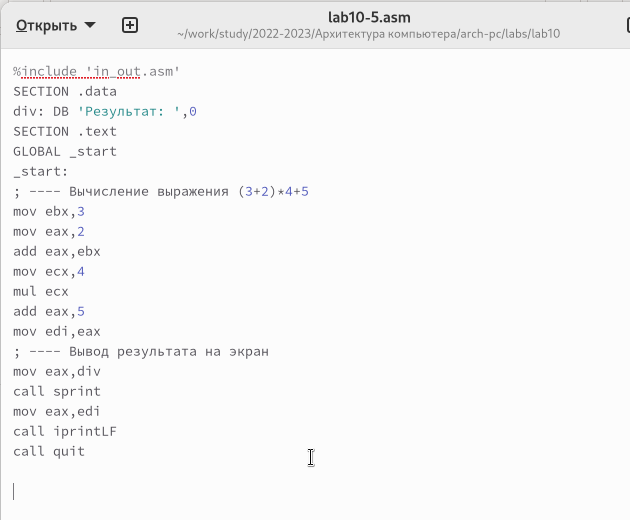 Открыть
lab10-5.asm
~/work/study/2022-2023/Архитектура компьютера/arch-pc/labs/lab10
%include 'in_out.asm'
SECTION .data
div: DB 'Результат: ',0
SECTION .text
GLOBAL _start
_start:
; ---- Вычисление выражения (3+2)*4+5
mov ebx,3
mov eax,2
add eax,ebx
mov ecx,4
mul ecx
add eax,5
mov edi,eax
; ---- Вывод результата на экран
mov eax,div
call sprint
mov eax,edi
call iprintLF
call quit